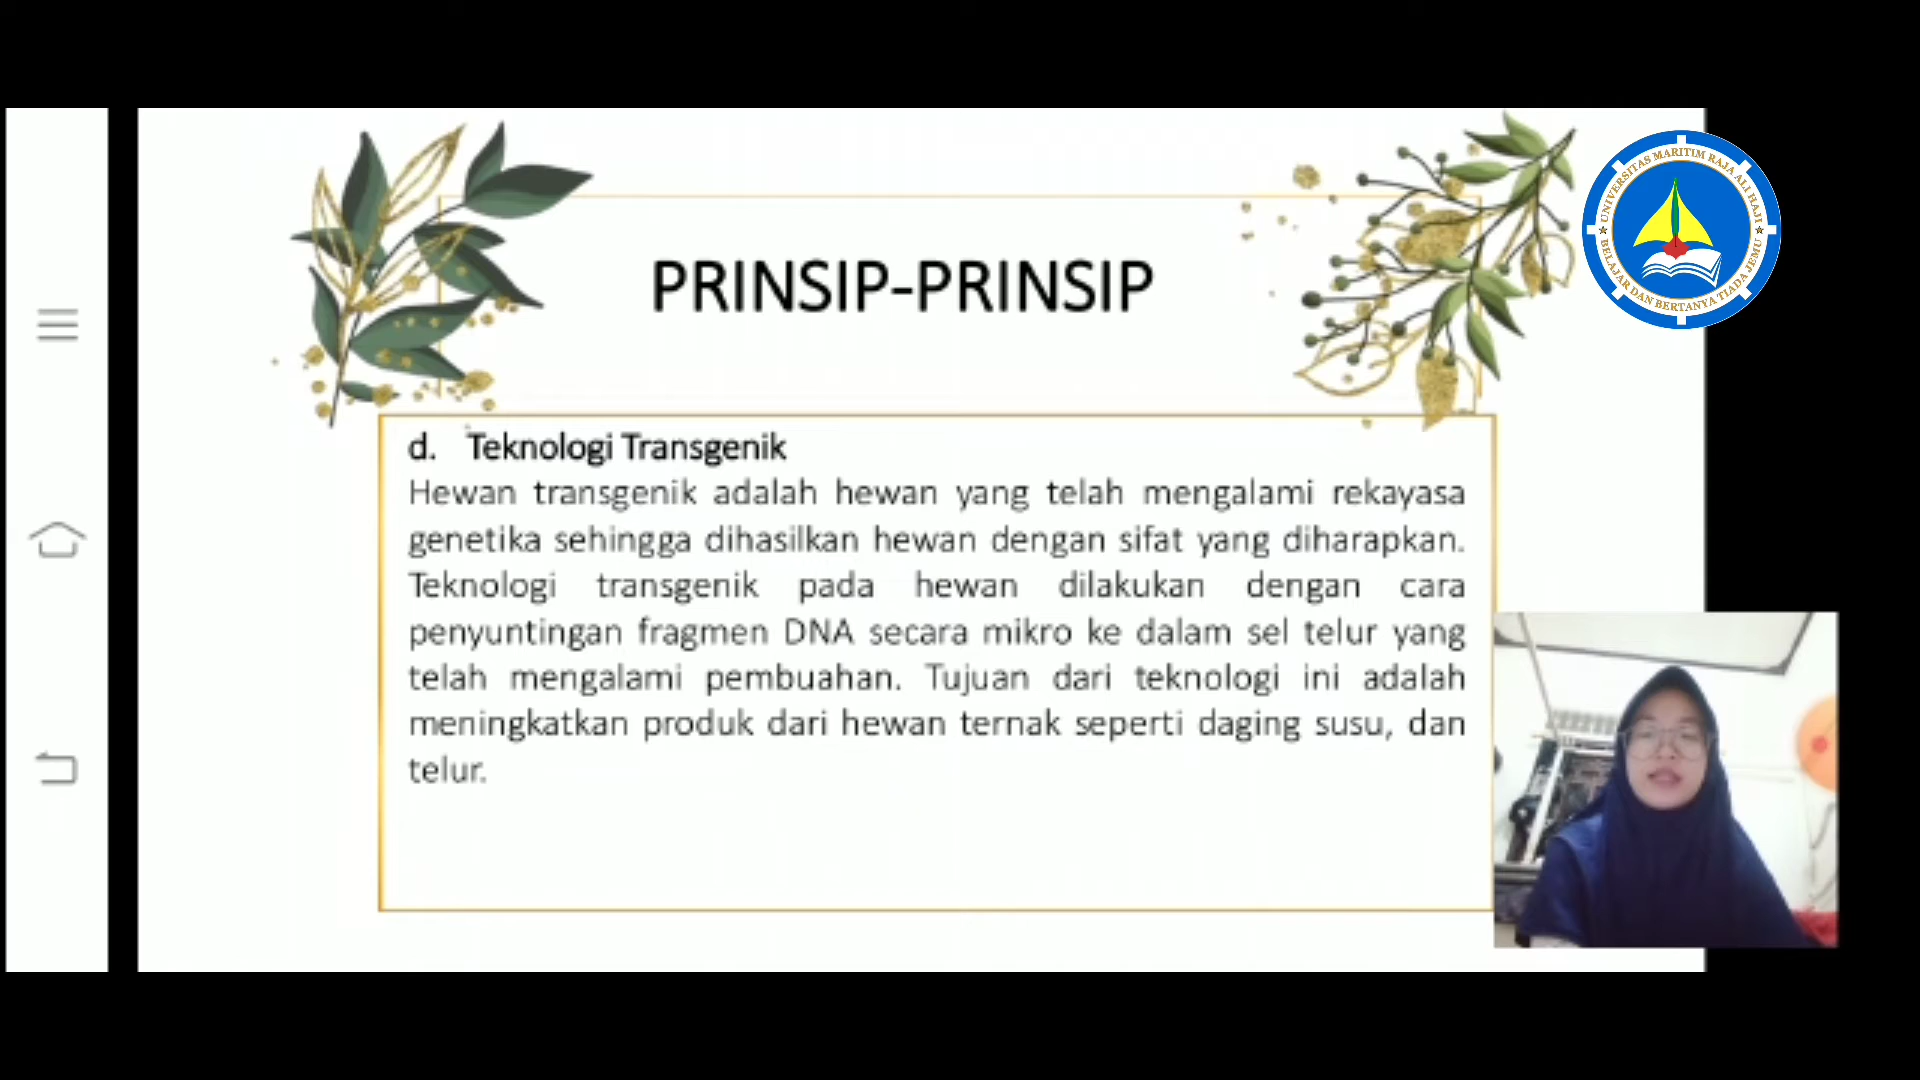 PRINSIP-PRINSIP
UNIVERSITAS MARITIM RAJA ALI HAJI
BELAJAR DAN BERTANYA TIADA JEMU
d. Teknologi Transgenik
Hewan transgenik adalah hewan yang telah mengalami rekayasa
genetika sehingga dihasilkan hewan dengan sifat yang diharapkan.
Teknologi transgenik pada hewan dilakukan dengan cara
penyuntingan fragmen DNA secara mikro ke dalam sel telur yang
telah mengalami pembuahan. Tujuan dari teknologi ini adalah
meningkatkan produk dari hewan ternak seperti daging susu, dan
telur.